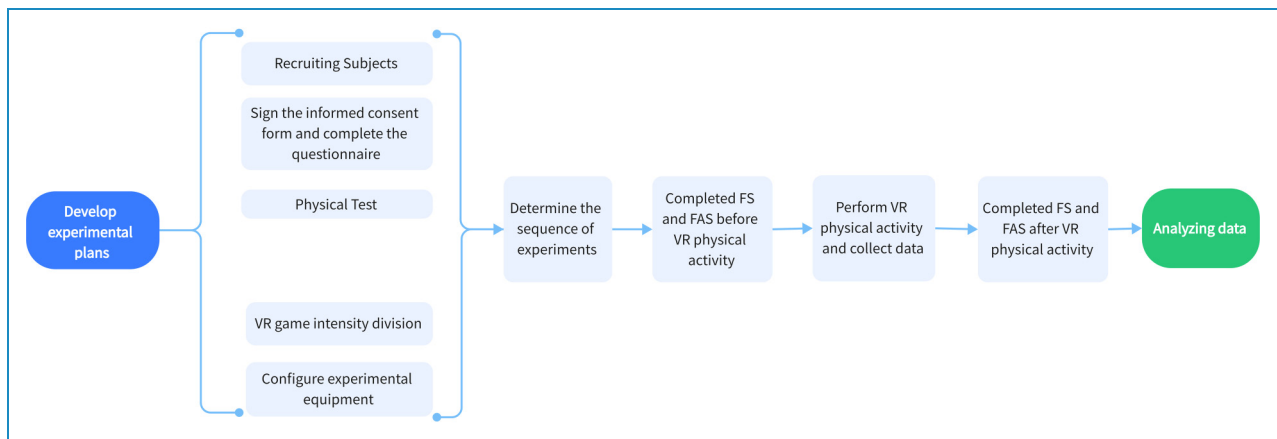 Develop
experimental
plans
Recruiting Subjects
Sign the informed consent
form and complete the
questionnaire
Physical Test
VR game intensity division
Configure experimental
equipment
Determine the
sequence of
experiments
Completed FS
and FAS before
VR physical
activity
Perform VR
physical activity
and collect data
Completed FS and
FAS after VR
physical activity
Analyzing data